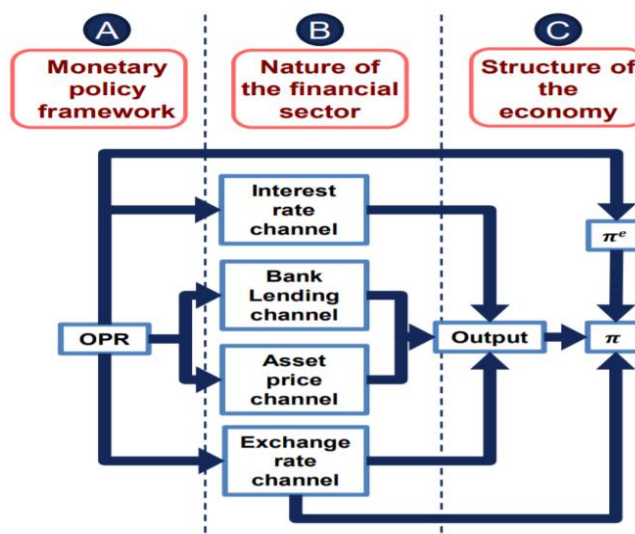 A
B
C
Monetary
policy
framework
Nature of
the financial
sector
Structure of
the
economy
Interest
rate
channel
πᵉ
Bank
Lending
channel
OPR
Output
π
Asset
price
channel
Exchange
rate
channel